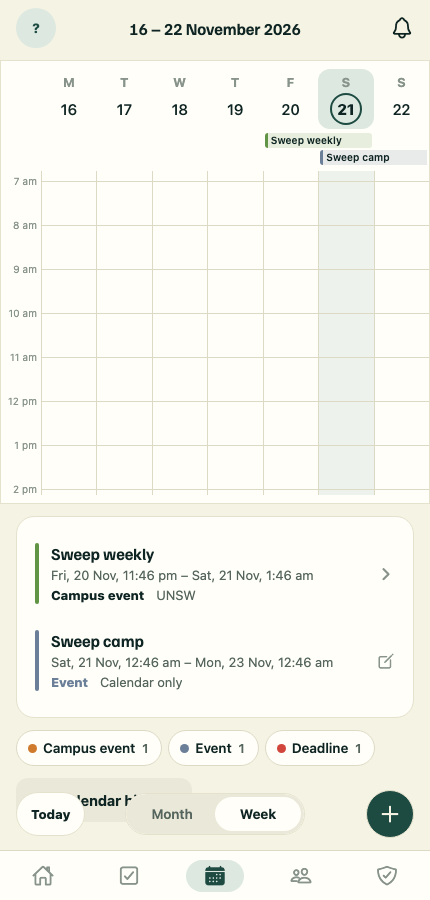 ?
16 – 22 November 2026
M T W T F S S
16 17 18 19 20 21 22
Sweep weekly
Sweep camp
7 am
8 am
9 am
10 am
11 am
12 pm
1 pm
2 pm
Sweep weekly
Fri, 20 Nov, 11:46 pm – Sat, 21 Nov, 1:46 am
Campus event UNSW
Sweep camp
Sat, 21 Nov, 12:46 am – Mon, 23 Nov, 12:46 am
Event Calendar only
Campus event 1 Event 1 Deadline 1
Today Month Week